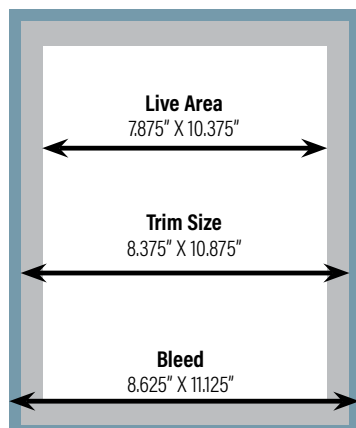 Live Area
7.875" X 10.375"
Trim Size
8.375" X 10.875"
Bleed
8.625" X 11.125"